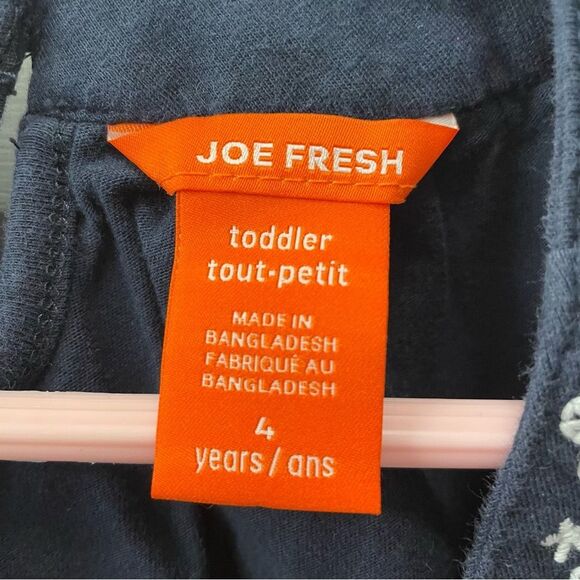 JOE FRESH
toddler
tout-petit
MADE IN
BANGLADESH
FABRIQUÉ AU
BANGLADESH
4
years/ans